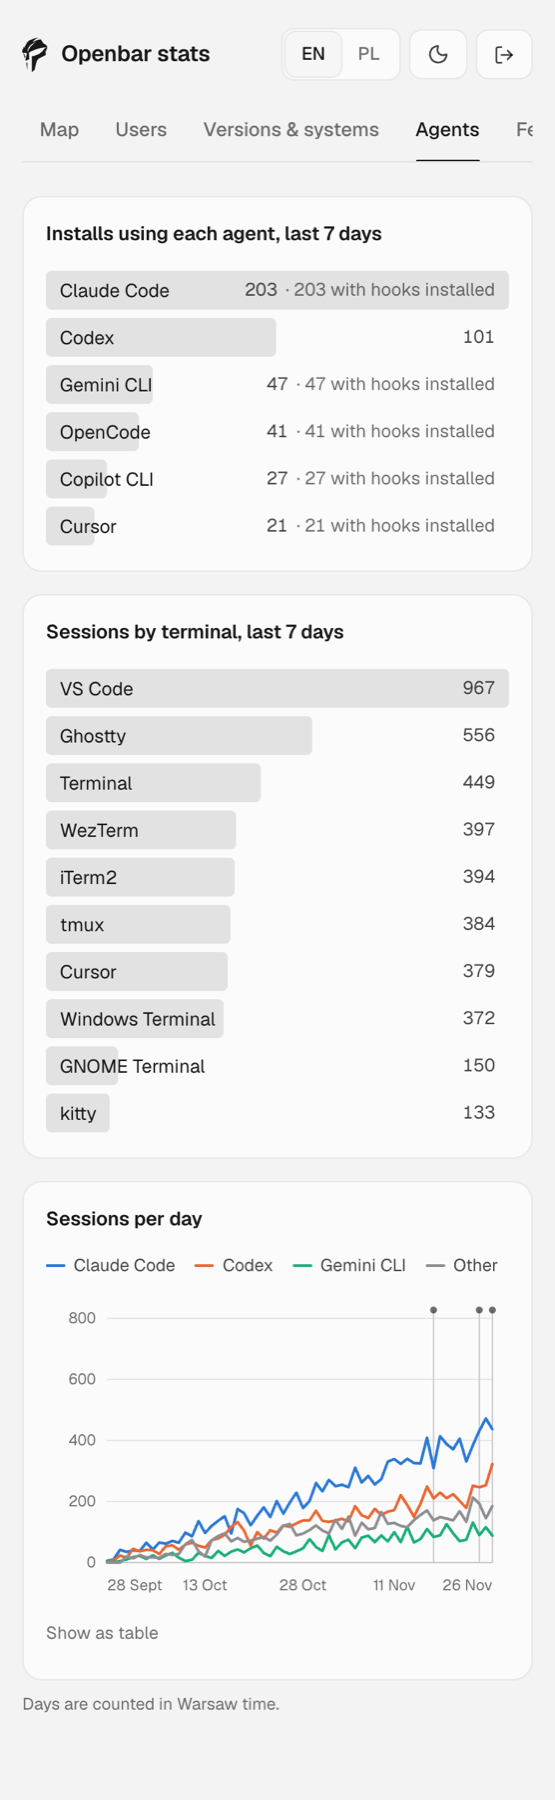 Openbar stats
EN PL
Map Users Versions & systems Agents Fe
Installs using each agent, last 7 days
Claude Code 203 · 203 with hooks installed
Codex 101
Gemini CLI 47 · 47 with hooks installed
OpenCode 41 · 41 with hooks installed
Copilot CLI 27 · 27 with hooks installed
Cursor 21 · 21 with hooks installed
Sessions by terminal, last 7 days
VS Code 967
Ghostty 556
Terminal 449
WezTerm 397
iTerm2 394
tmux 384
Cursor 379
Windows Terminal 372
GNOME Terminal 150
kitty 133
Sessions per day
Claude Code Codex Gemini CLI Other
800
600
400
200
0
28 Sept 13 Oct 28 Oct 11 Nov 26 Nov
Show as table
Days are counted in Warsaw time.